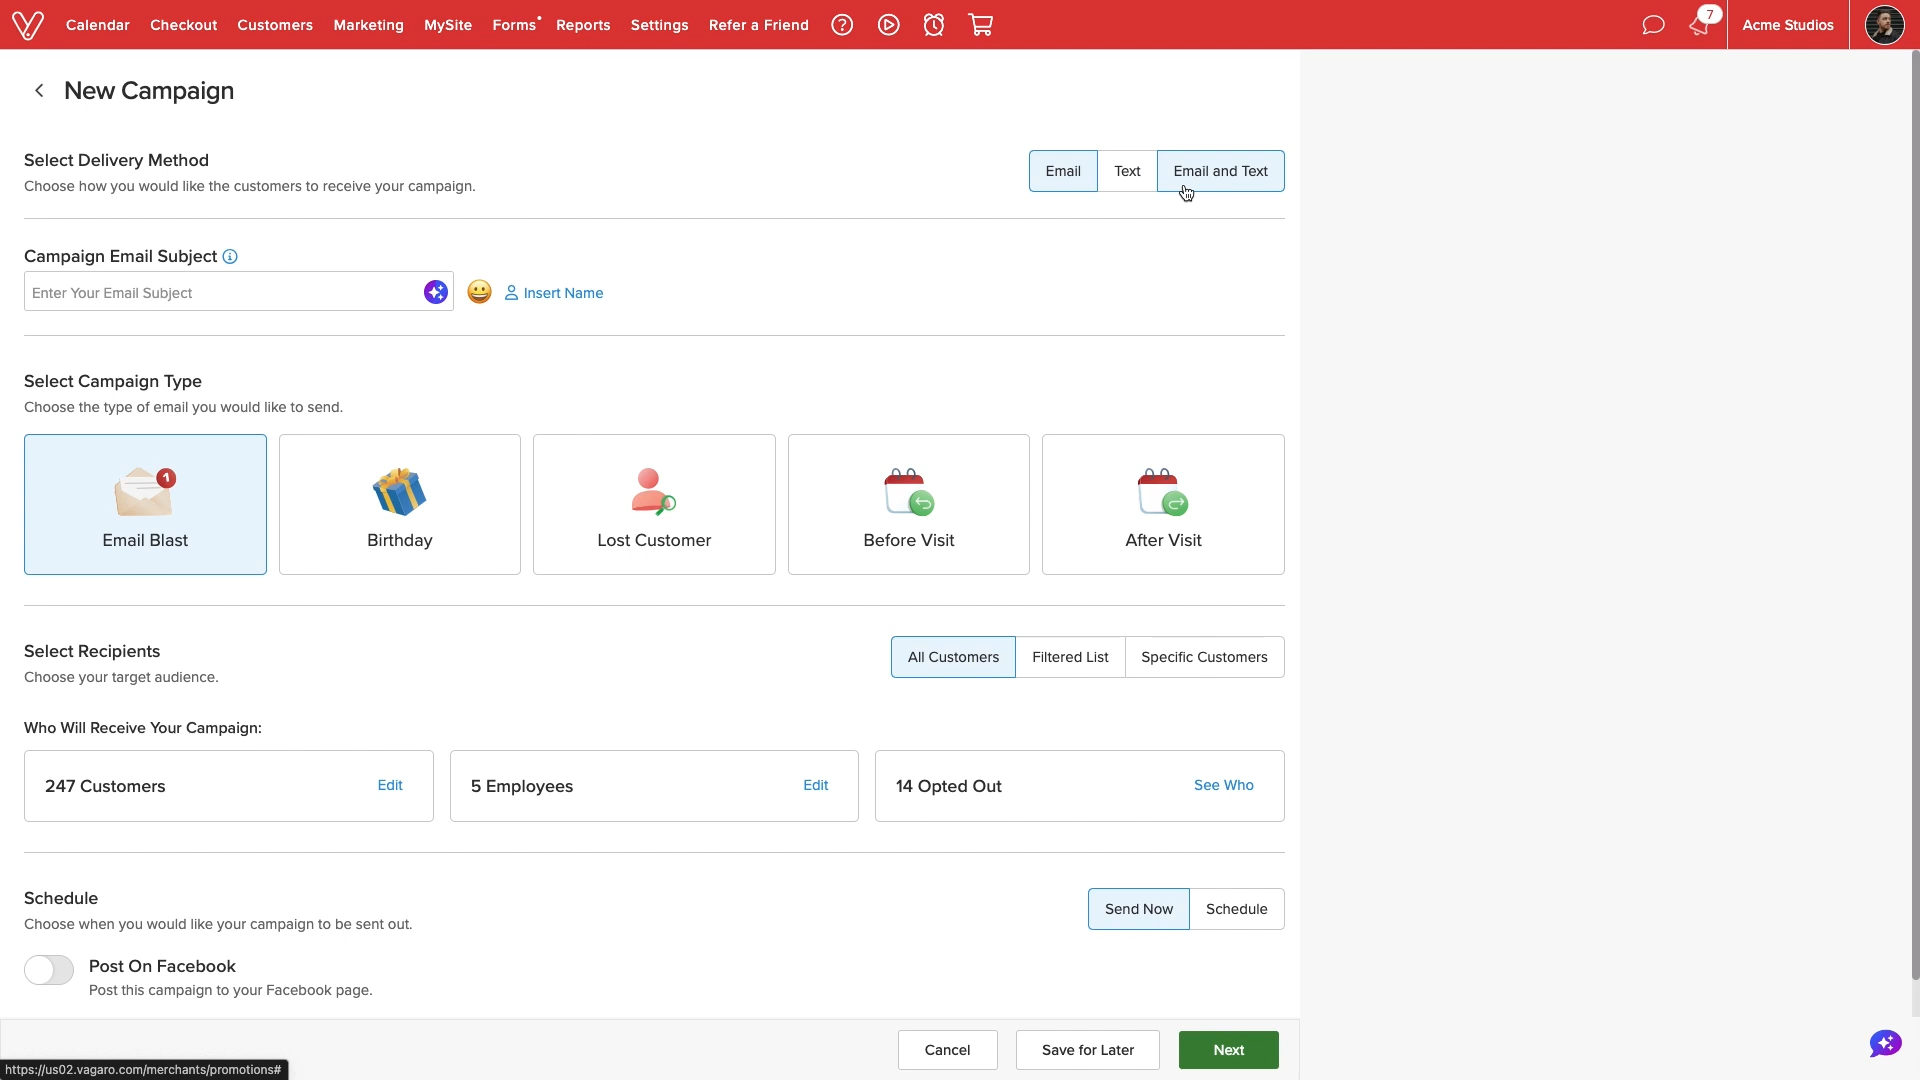 Calendar Checkout Customers Marketing MySite Forms Reports Settings Refer a Friend 7 Acme Studios
New Campaign
Select Delivery Method
Choose how you would like the customers to receive your campaign.
Email Text Email and Text
Campaign Email Subject
Enter Your Email Subject Insert Name
Select Campaign Type
Choose the type of email you would like to send.
1
Email Blast Birthday Lost Customer Before Visit After Visit
Select Recipients
Choose your target audience.
All Customers Filtered List Specific Customers
Who Will Receive Your Campaign:
247 Customers Edit 5 Employees Edit 14 Opted Out See Who
Schedule
Choose when you would like your campaign to be sent out.
Send Now Schedule
Post On Facebook
Post this campaign to your Facebook page.
Cancel Save for Later Next
https://us02.vagaro.com/merchants/promotions#